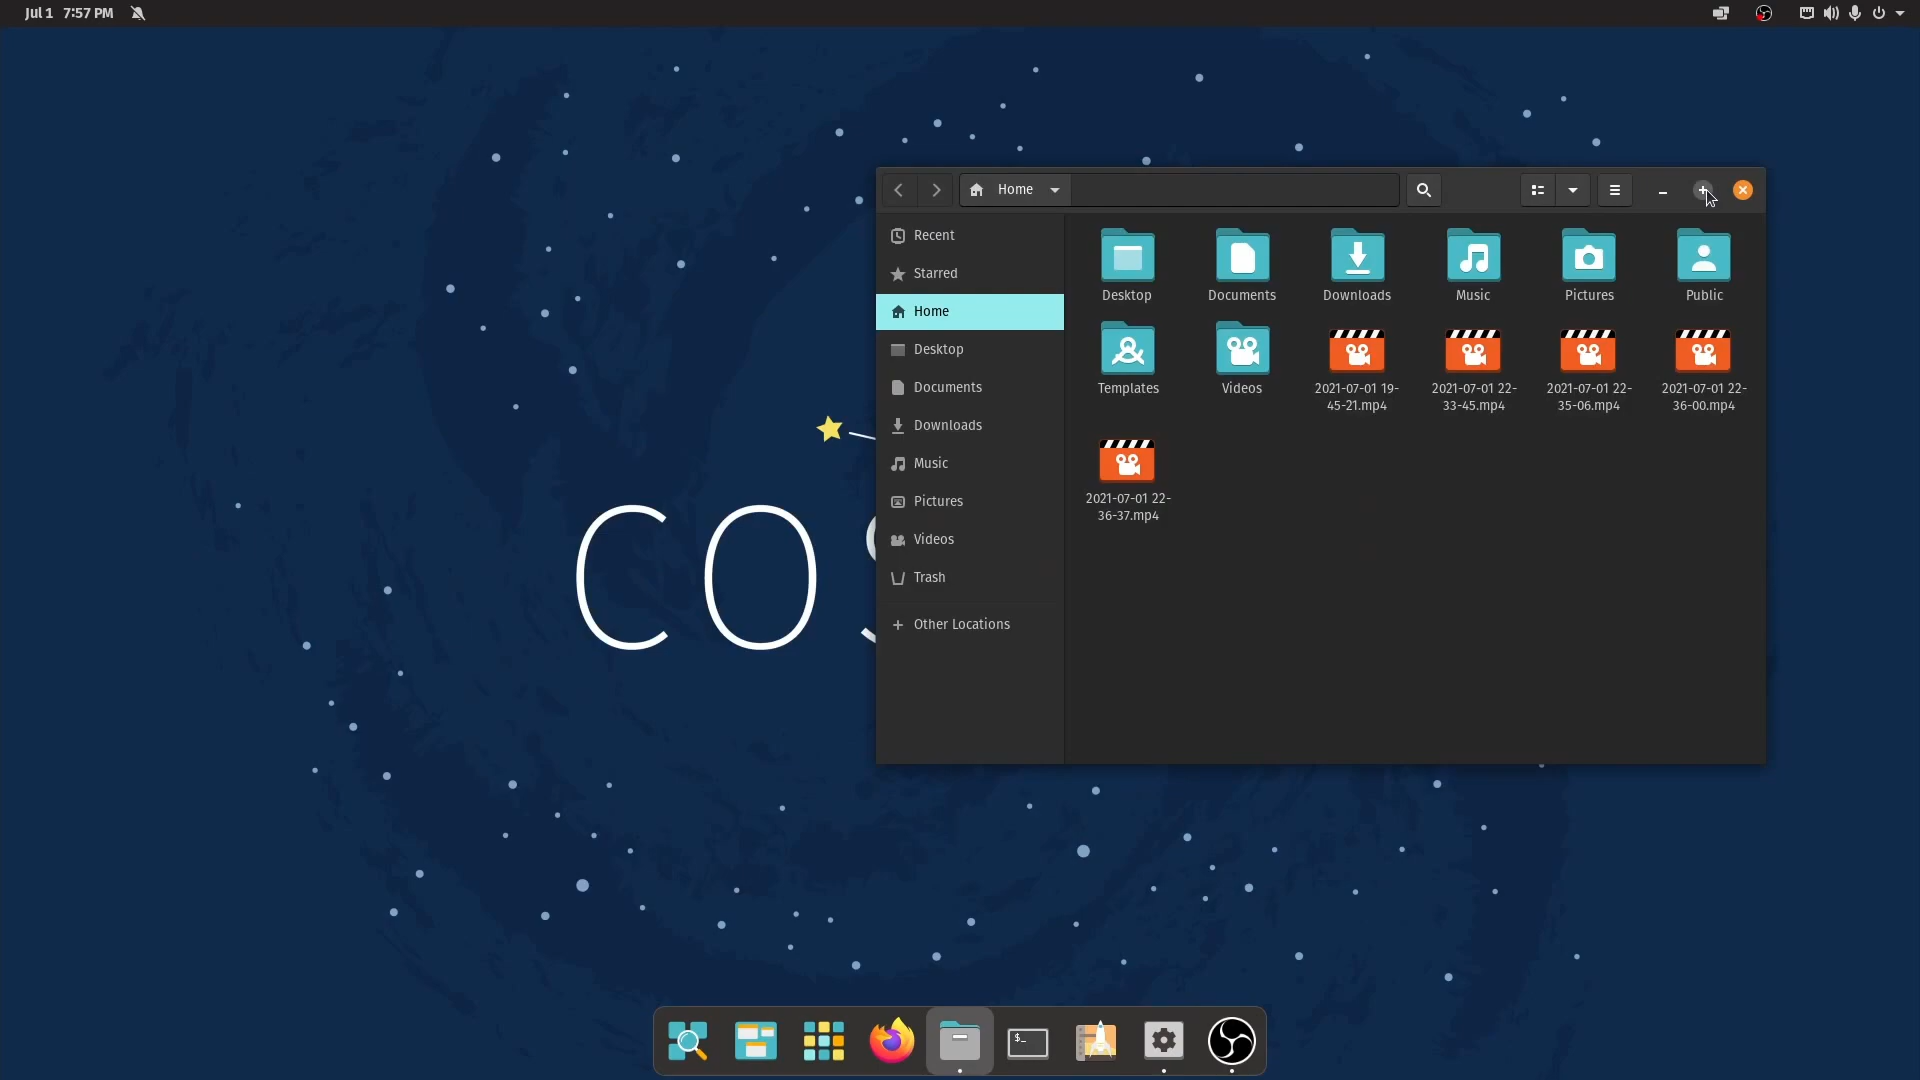 Jul 1 7:57 PM
Home
Recent
Starred
Home
Desktop
Documents
Downloads
Music
Pictures
Videos
Trash
Other Locations
Desktop
Documents
Downloads
Music
Pictures
Public
Templates
Videos
2021-07-01 19-
45-21.mp4
2021-07-01 22-
33-45.mp4
2021-07-01 22-
35-06.mp4
2021-07-01 22-
36-00.mp4
2021-07-01 22-
36-37.mp4
CO
$_